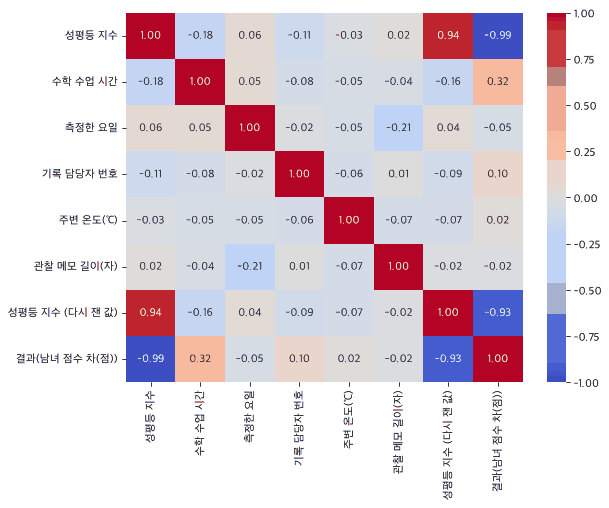 성평등 지수 1.00 -0.18 0.06 -0.11 -0.03 0.02 0.94 -0.99
수학 수업 시간 -0.18 1.00 0.05 -0.08 -0.05 -0.04 -0.16 0.32
측정한 요일 0.06 0.05 1.00 -0.02 -0.05 -0.21 0.04 -0.05
기록 담당자 번호 -0.11 -0.08 -0.02 1.00 -0.06 0.01 -0.09 0.10
주변 온도(℃) -0.03 -0.05 -0.05 -0.06 1.00 -0.07 -0.07 0.02
관찰 메모 길이(자) 0.02 -0.04 -0.21 0.01 -0.07 1.00 -0.02 -0.02
성평등 지수 (다시 잰 값) 0.94 -0.16 0.04 -0.09 -0.07 -0.02 1.00 -0.93
결과(남녀 점수 차(점)) -0.99 0.32 -0.05 0.10 0.02 -0.02 -0.93 1.00
성평등 지수
수학 수업 시간
측정한 요일
기록 담당자 번호
주변 온도(℃)
관찰 메모 길이(자)
성평등 지수 (다시 잰 값)
결과(남녀 점수 차(점))
1.00
0.75
0.50
0.25
0.00
-0.25
-0.50
-0.75
-1.00